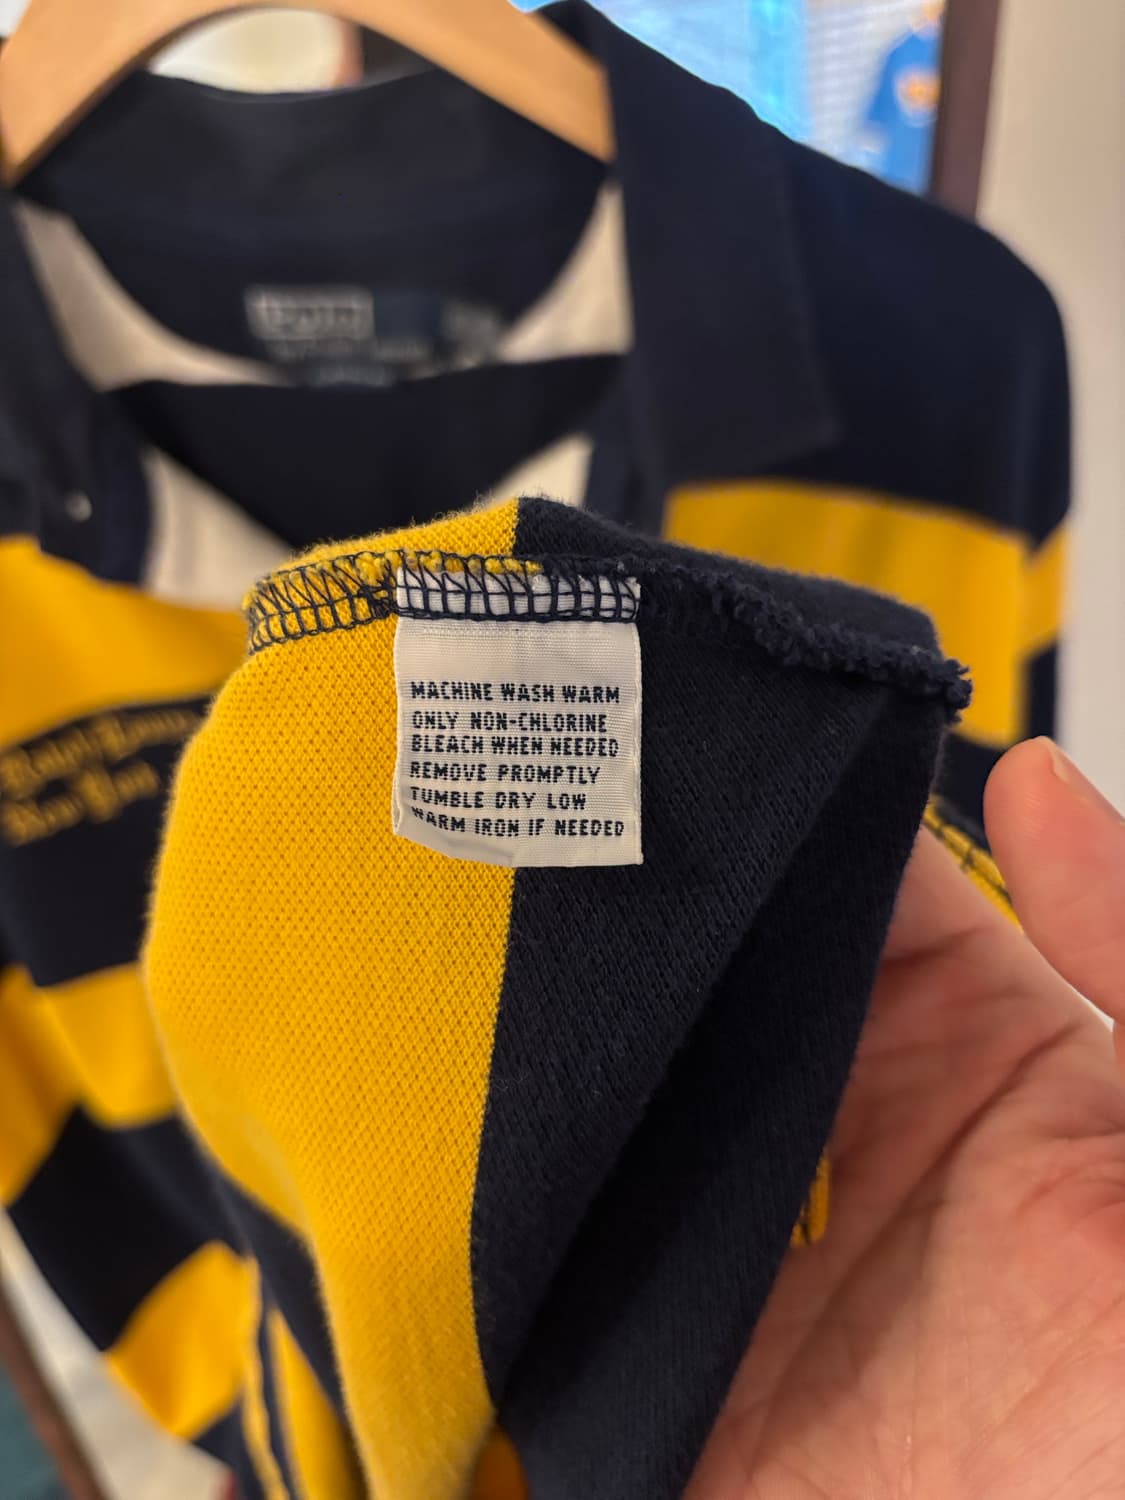 MACHINE WASH WARM
ONLY NON-CHLORINE
BLEACH WHEN NEEDED
REMOVE PROMPTLY
TUMBLE DRY LOW
WARM IRON IF NEEDED